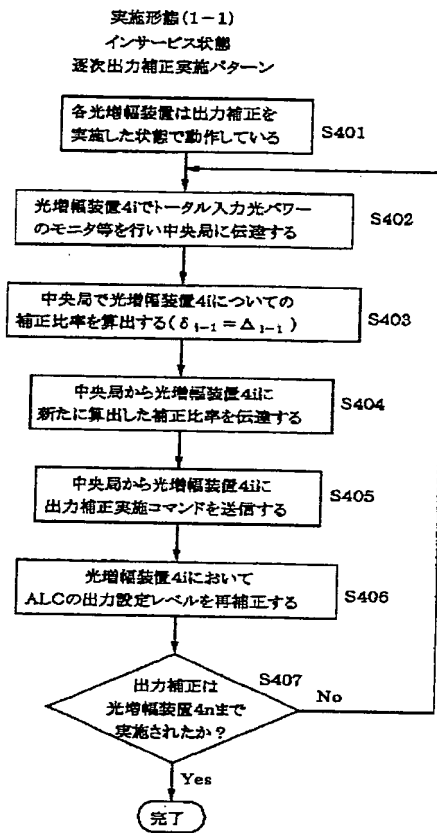 実施形態(1-1)
インサービス状態
逐次出力補正実施パターン
各光増幅装置は出力補正を
実施した状態で動作している
S401
光増幅装置4iでトータル入力光パワー
のモニタ等を行い中央局に伝達する
S402
中央局で光増幅装置4iについての
補正比率を算出する(δi-1=Δi-1)
S403
中央局から光増幅装置4iに
新たに算出した補正比率を伝達する
S404
中央局から光増幅装置4iに
出力補正実施コマンドを送信する
S405
光増幅装置4iにおいて
ALCの出力設定レベルを再補正する
S406
S407
出力補正は
光増幅装置4nまで
実施されたか?
No
Yes
完了